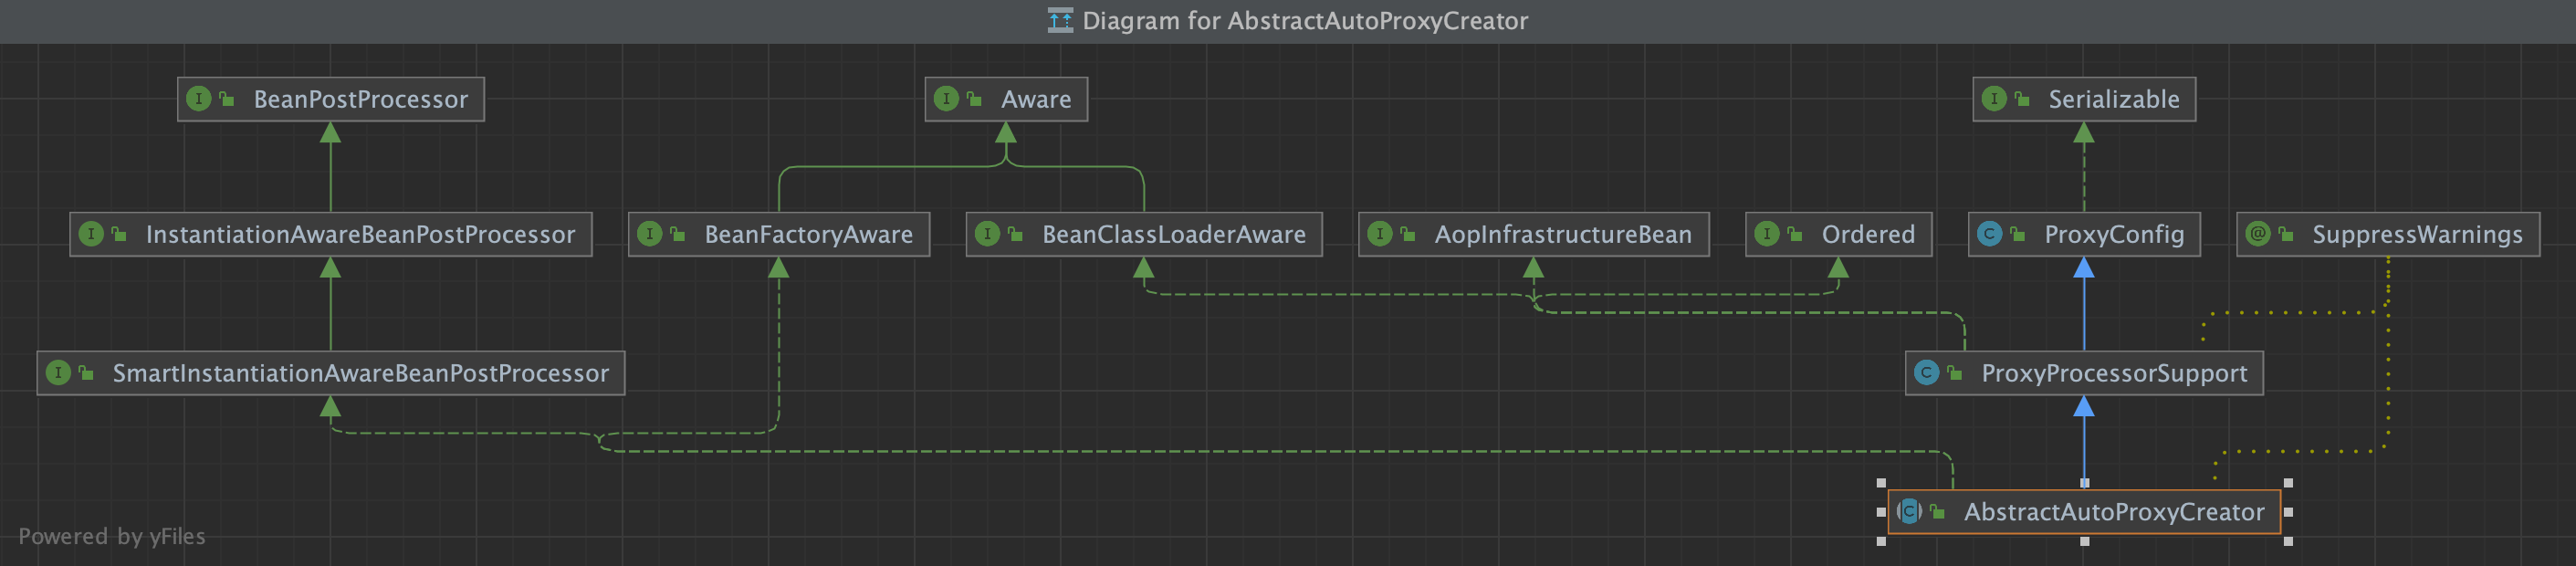 Diagram for AbstractAutoProxyCreator
I BeanPostProcessor
I Aware
I Serializable
I InstantiationAwareBeanPostProcessor
I BeanFactoryAware
I BeanClassLoaderAware
I AopInfrastructureBean
I Ordered
C ProxyConfig
@ SuppressWarnings
I SmartInstantiationAwareBeanPostProcessor
C ProxyProcessorSupport
C AbstractAutoProxyCreator
Powered by yFiles